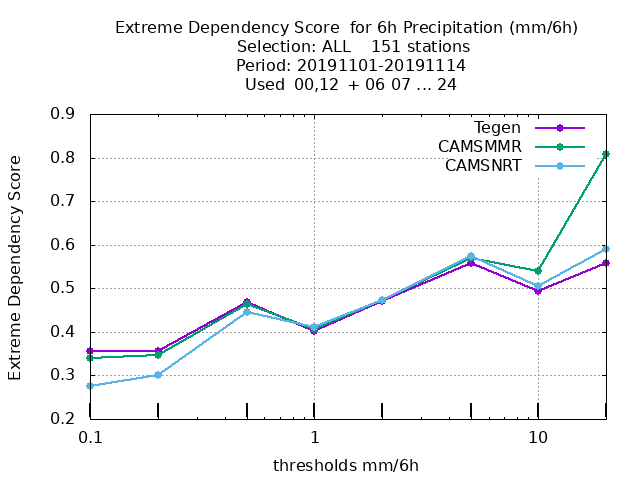 Extreme Dependency Score  for 6h Precipitation (mm/6h)
Selection: ALL    151 stations
Period: 20191101-20191114
Used  00,12  + 06 07 ... 24
Tegen
CAMSMMR
CAMSNRT
Extreme Dependency Score
0.9
0.8
0.7
0.6
0.5
0.4
0.3
0.2
0.1 1 10
thresholds mm/6h